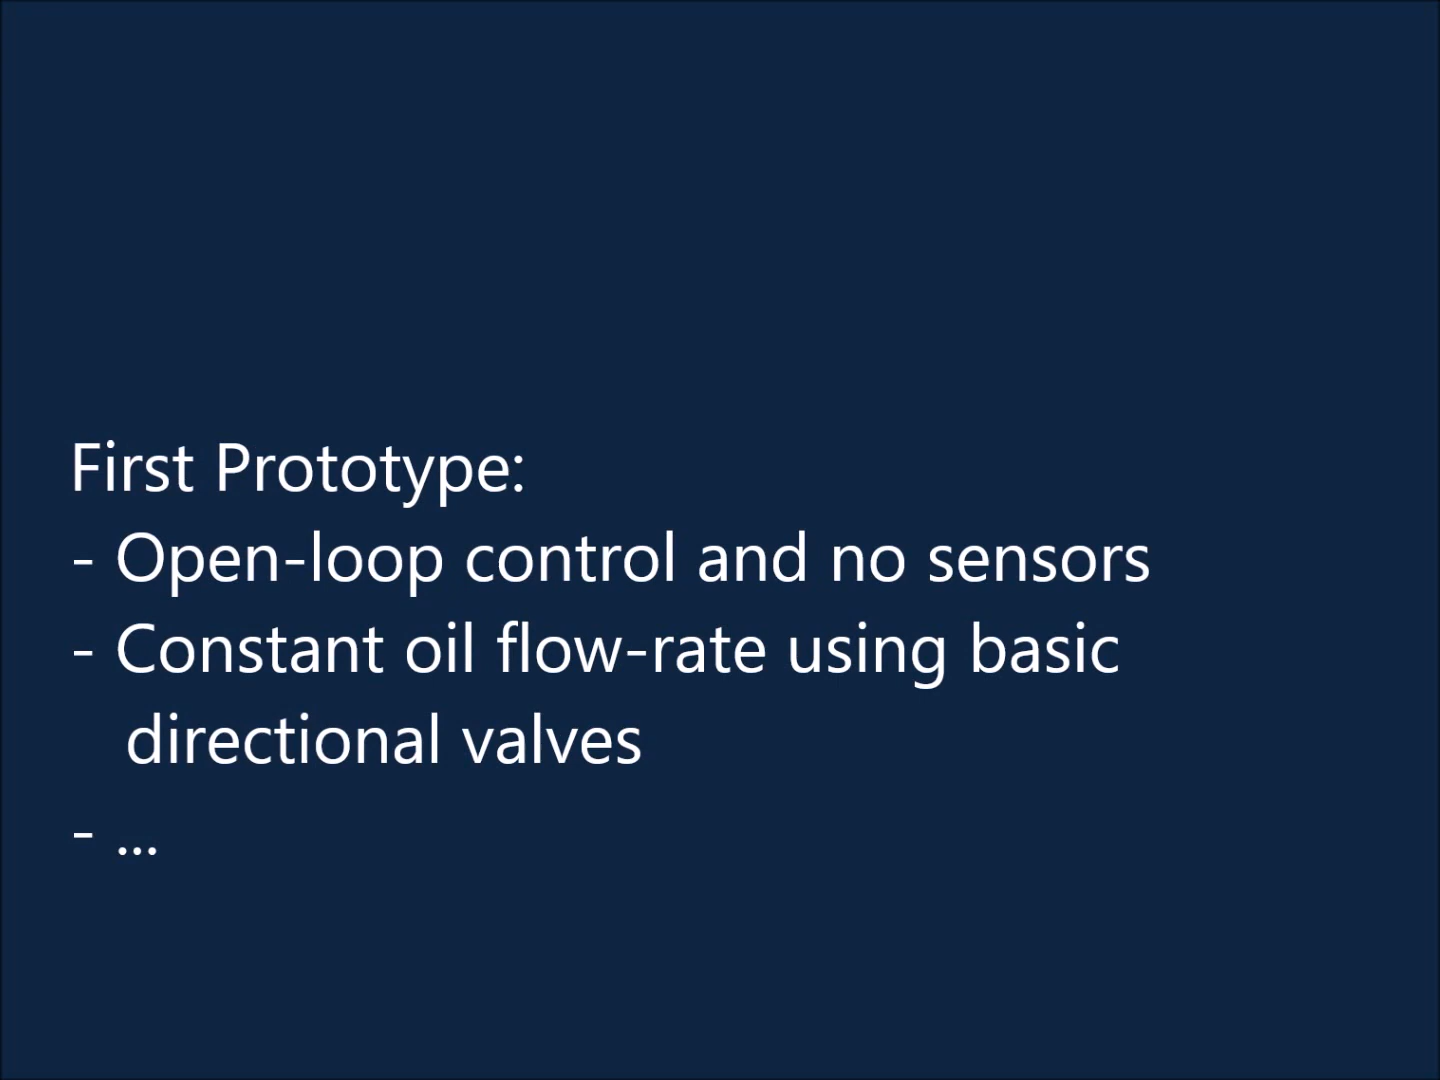 First Prototype:
- Open-loop control and no sensors
- Constant oil flow-rate using basic
directional valves
- ...